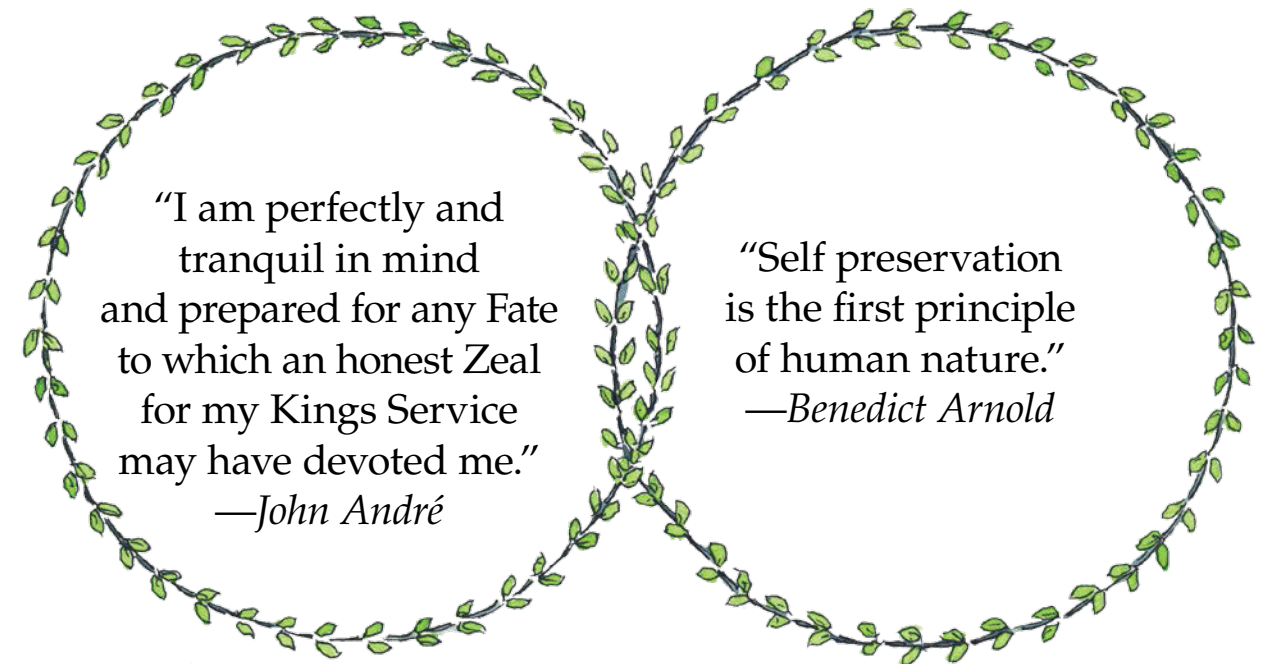 “I am perfectly and
tranquil in mind
and prepared for any Fate
to which an honest Zeal
for my Kings Service
may have devoted me.”
—John André
“Self preservation
is the first principle
of human nature.”
—Benedict Arnold